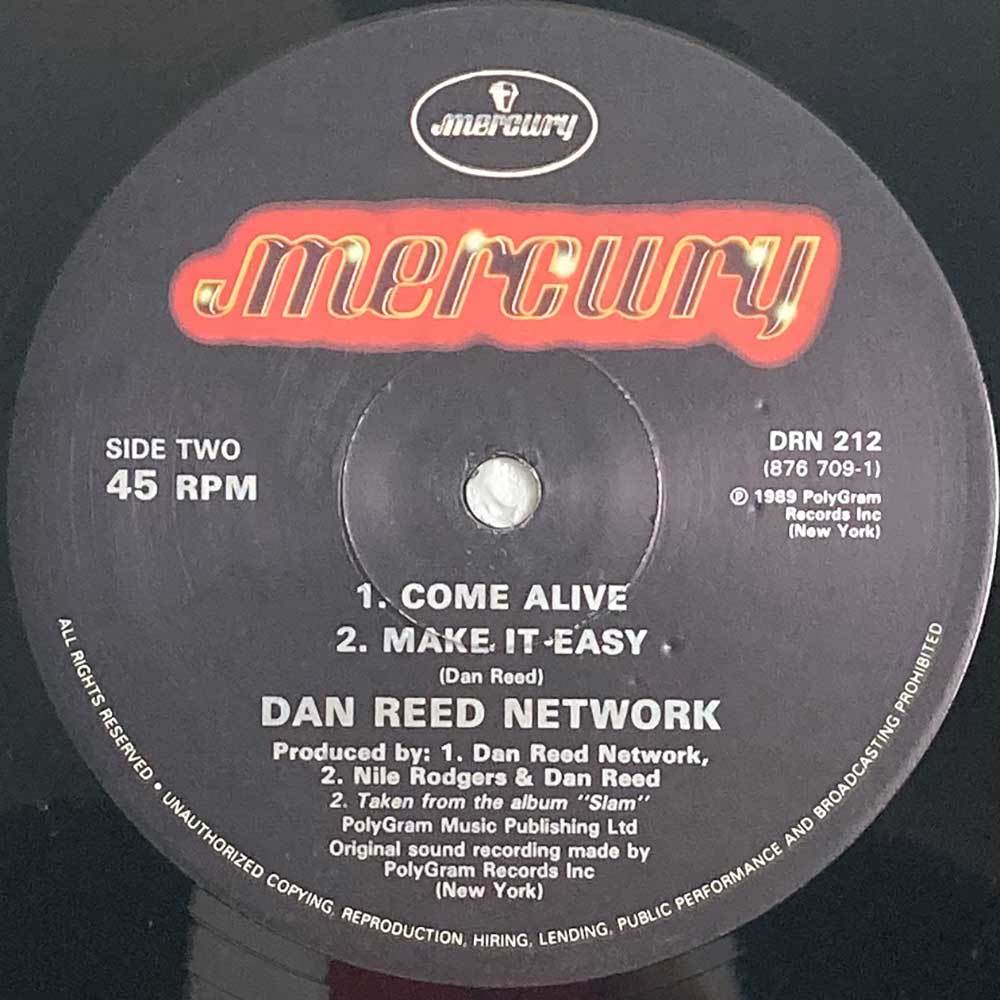 mercury
mercury
SIDE TWO
45 RPM
DRN 212
(876 709-1)
℗ 1989 PolyGram
Records Inc
(New York)
1. COME ALIVE
2. MAKE IT EASY
(Dan Reed)
DAN REED NETWORK
Produced by: 1. Dan Reed Network,
2. Nile Rodgers & Dan Reed
2. Taken from the album "Slam"
PolyGram Music Publishing Ltd
Original sound recording made by
PolyGram Records Inc
(New York)
ALL RIGHTS RESERVED • UNAUTHORIZED COPYING, REPRODUCTION, HIRING, LENDING, PUBLIC PERFORMANCE AND BROADCASTING PROHIBITED